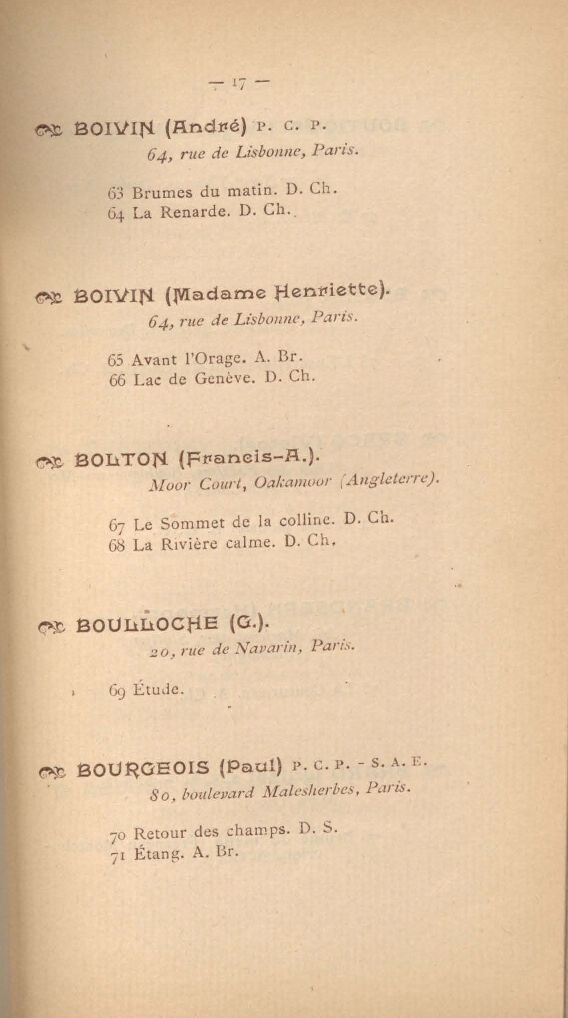 — 17 —
BOIVIN (André) P. C. P.
64, rue de Lisbonne, Paris.
63 Brumes du matin. D. Ch.
64 La Renarde. D. Ch.
BOIVIN (Madame Henriette).
64, rue de Lisbonne, Paris.
65 Avant l'Orage. A. Br.
66 Lac de Genève. D. Ch.
BOLTON (Francis-A.).
Moor Court, Oakamoor (Angleterre).
67 Le Sommet de la colline. D. Ch.
68 La Rivière calme. D. Ch.
BOULLOCHE (G.).
20, rue de Navarin, Paris.
69 Étude.
BOURGEOIS (Paul) P. C. P. - S. A. E.
80, boulevard Malesherbes, Paris.
70 Retour des champs. D. S.
71 Étang. A. Br.